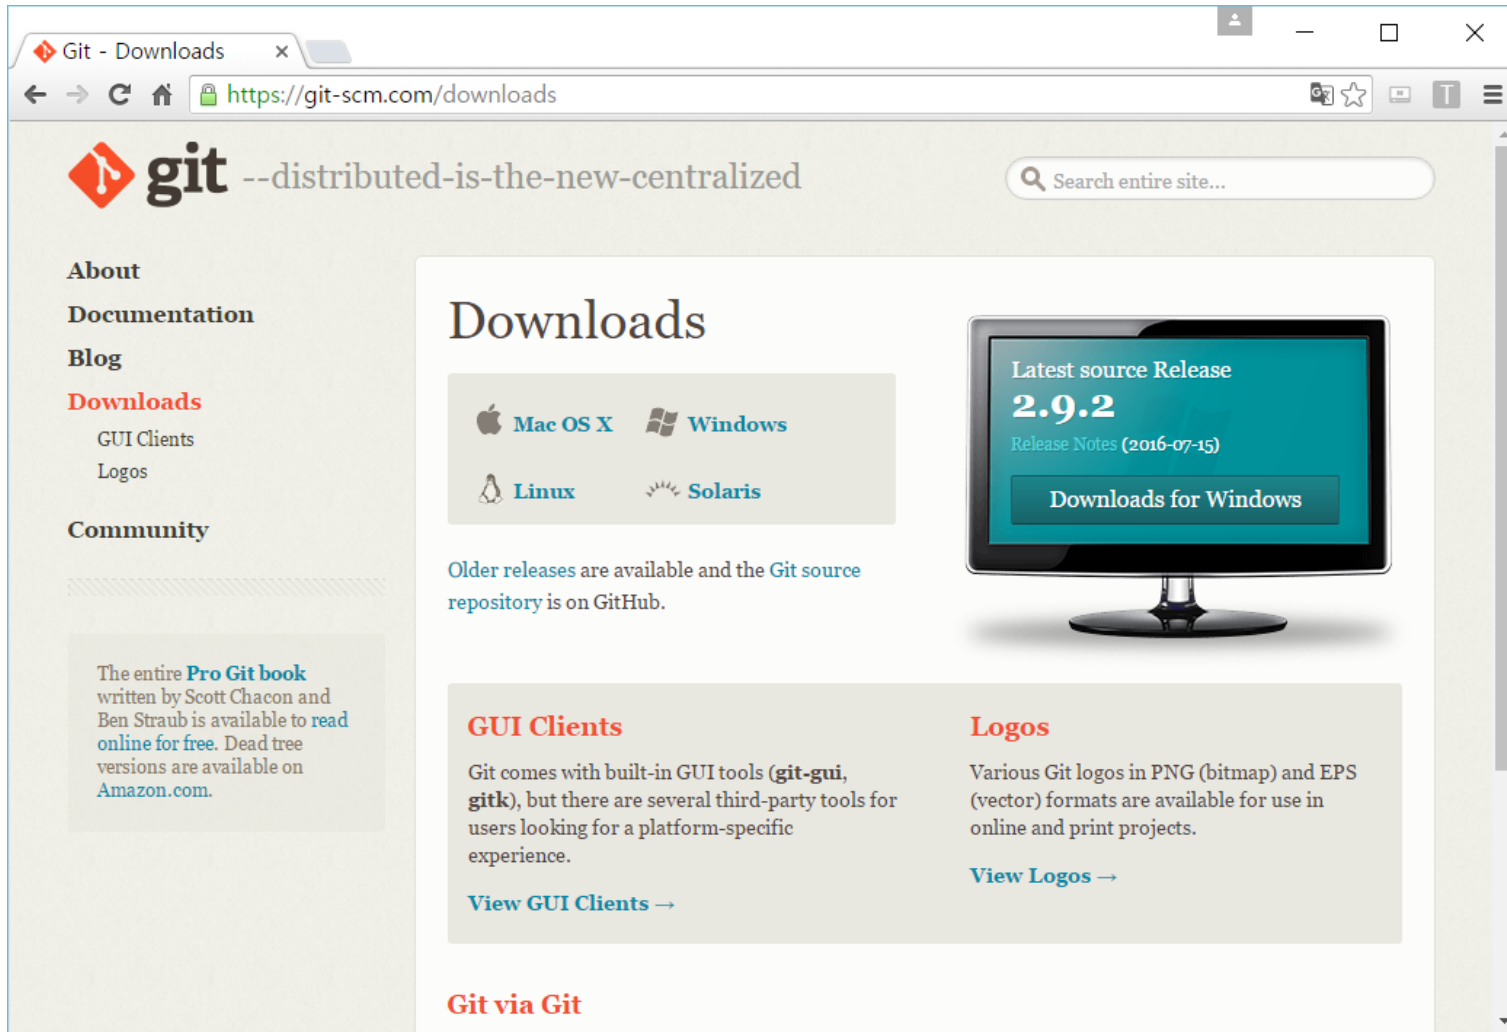 Git - Downloads
https://git-scm.com/downloads
T
git --distributed-is-the-new-centralized
Search entire site...
About
Documentation
Blog
Downloads
GUI Clients
Logos
Community
The entire Pro Git book
written by Scott Chacon and
Ben Straub is available to read
online for free. Dead tree
versions are available on
Amazon.com.
Downloads
Mac OS X
Windows
Linux
Solaris
Older releases are available and the Git source
repository is on GitHub.
Latest source Release
2.9.2
Release Notes (2016-07-15)
Downloads for Windows
GUI Clients
Git comes with built-in GUI tools (git-gui,
gitk), but there are several third-party tools for
users looking for a platform-specific
experience.
View GUI Clients →
Logos
Various Git logos in PNG (bitmap) and EPS
(vector) formats are available for use in
online and print projects.
View Logos →
Git via Git